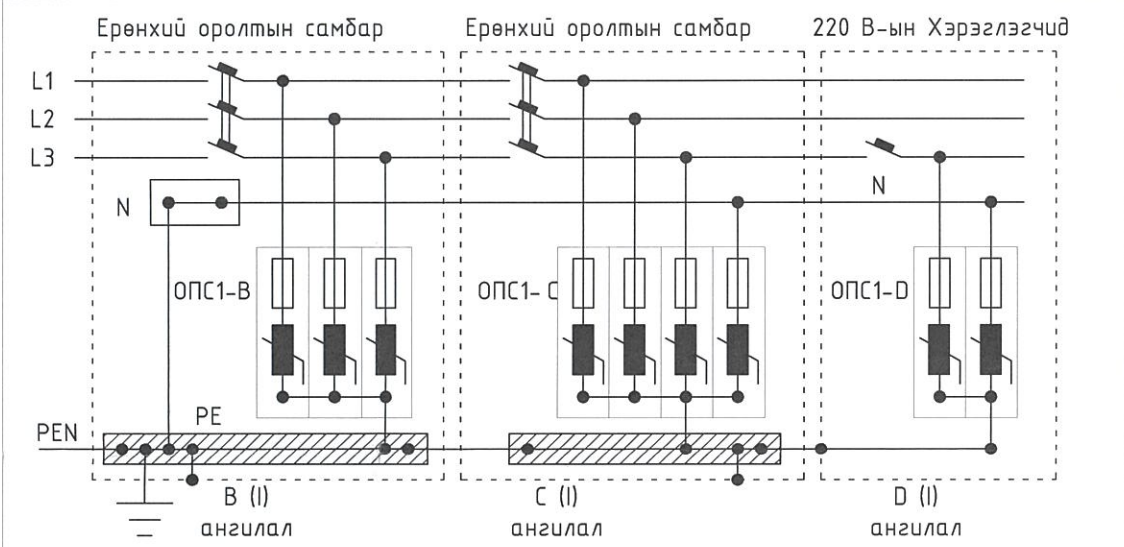 Ерөнхий оролтын самбар
Ерөнхий оролтын самбар
220 В-ын Хэрэглэгчид
L1
L2
L3
N
N
ОПС1-В
ОПС1- С
ОПС1-D
PE
PEN
B (I)
ангилал
C (I)
ангилал
D (I)
ангилал